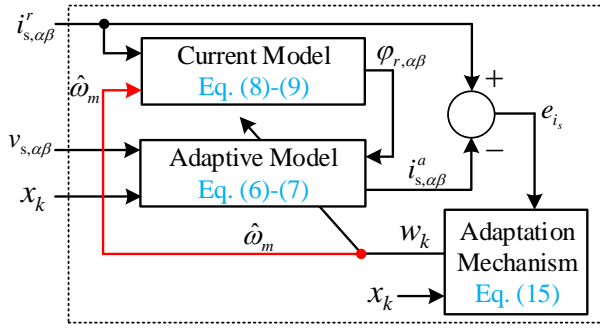 i^r_{s,αβ}
Current Model
Eq. (8)-(9)
φ_{r,αβ}
+
ω̂_m
e_{i_s}
v_{s,αβ}
Adaptive Model
Eq. (6)-(7)
−
i^a_{s,αβ}
x_k
ω̂_m
w_k
Adaptation
Mechanism
Eq. (15)
x_k